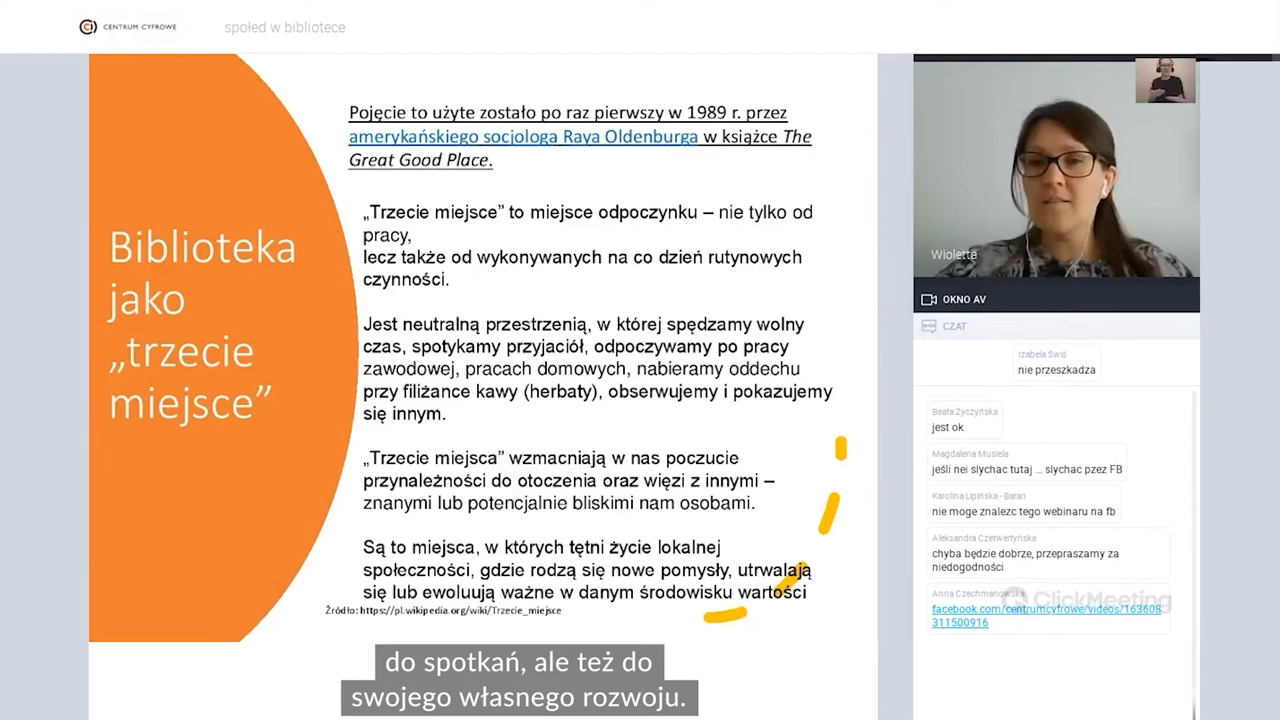 CENTRUM CYFROWE
społed w bibliotece
Biblioteka
jako
„trzecie
miejsce”
Pojęcie to użyte zostało po raz pierwszy w 1989 r. przez
amerykańskiego socjologa Raya Oldenburga w książce The
Great Good Place.
„Trzecie miejsce” to miejsce odpoczynku – nie tylko od
pracy,
lecz także od wykonywanych na co dzień rutynowych
czynności.
Jest neutralną przestrzenią, w której spędzamy wolny
czas, spotykamy przyjaciół, odpoczywamy po pracy
zawodowej, pracach domowych, nabieramy oddechu
przy filiżance kawy (herbaty), obserwujemy i pokazujemy
się innym.
„Trzecie miejsca” wzmacniają w nas poczucie
przynależności do otoczenia oraz więzi z innymi –
znanymi lub potencjalnie bliskimi nam osobami.
Są to miejsca, w których tętni życie lokalnej
społeczności, gdzie rodzą się nowe pomysły, utrwalają
się lub ewoluują ważne w danym środowisku wartości
Źródło: https://pl.wikipedia.org/wiki/Trzecie_miejsce
do spotkań, ale też do
swojego własnego rozwoju.
Wioletta
OKNO AV
CZAT
Izabela Świś
nie przeszkadza
Beata Życzyńska
jest ok
Magdalena Musiela
jeśli nei slychac tutaj ... slychac pzez FB
Karolina Lipińska - Baran
nie moge znalezc tego webinaru na fb
Aleksandra Czetwertyńska
chyba będzie dobrze, przepraszamy za
niedogodności
Anna Czechmanowska
ClickMeeting
facebook.com/centrumcyfrowe/videos/163608
311500916